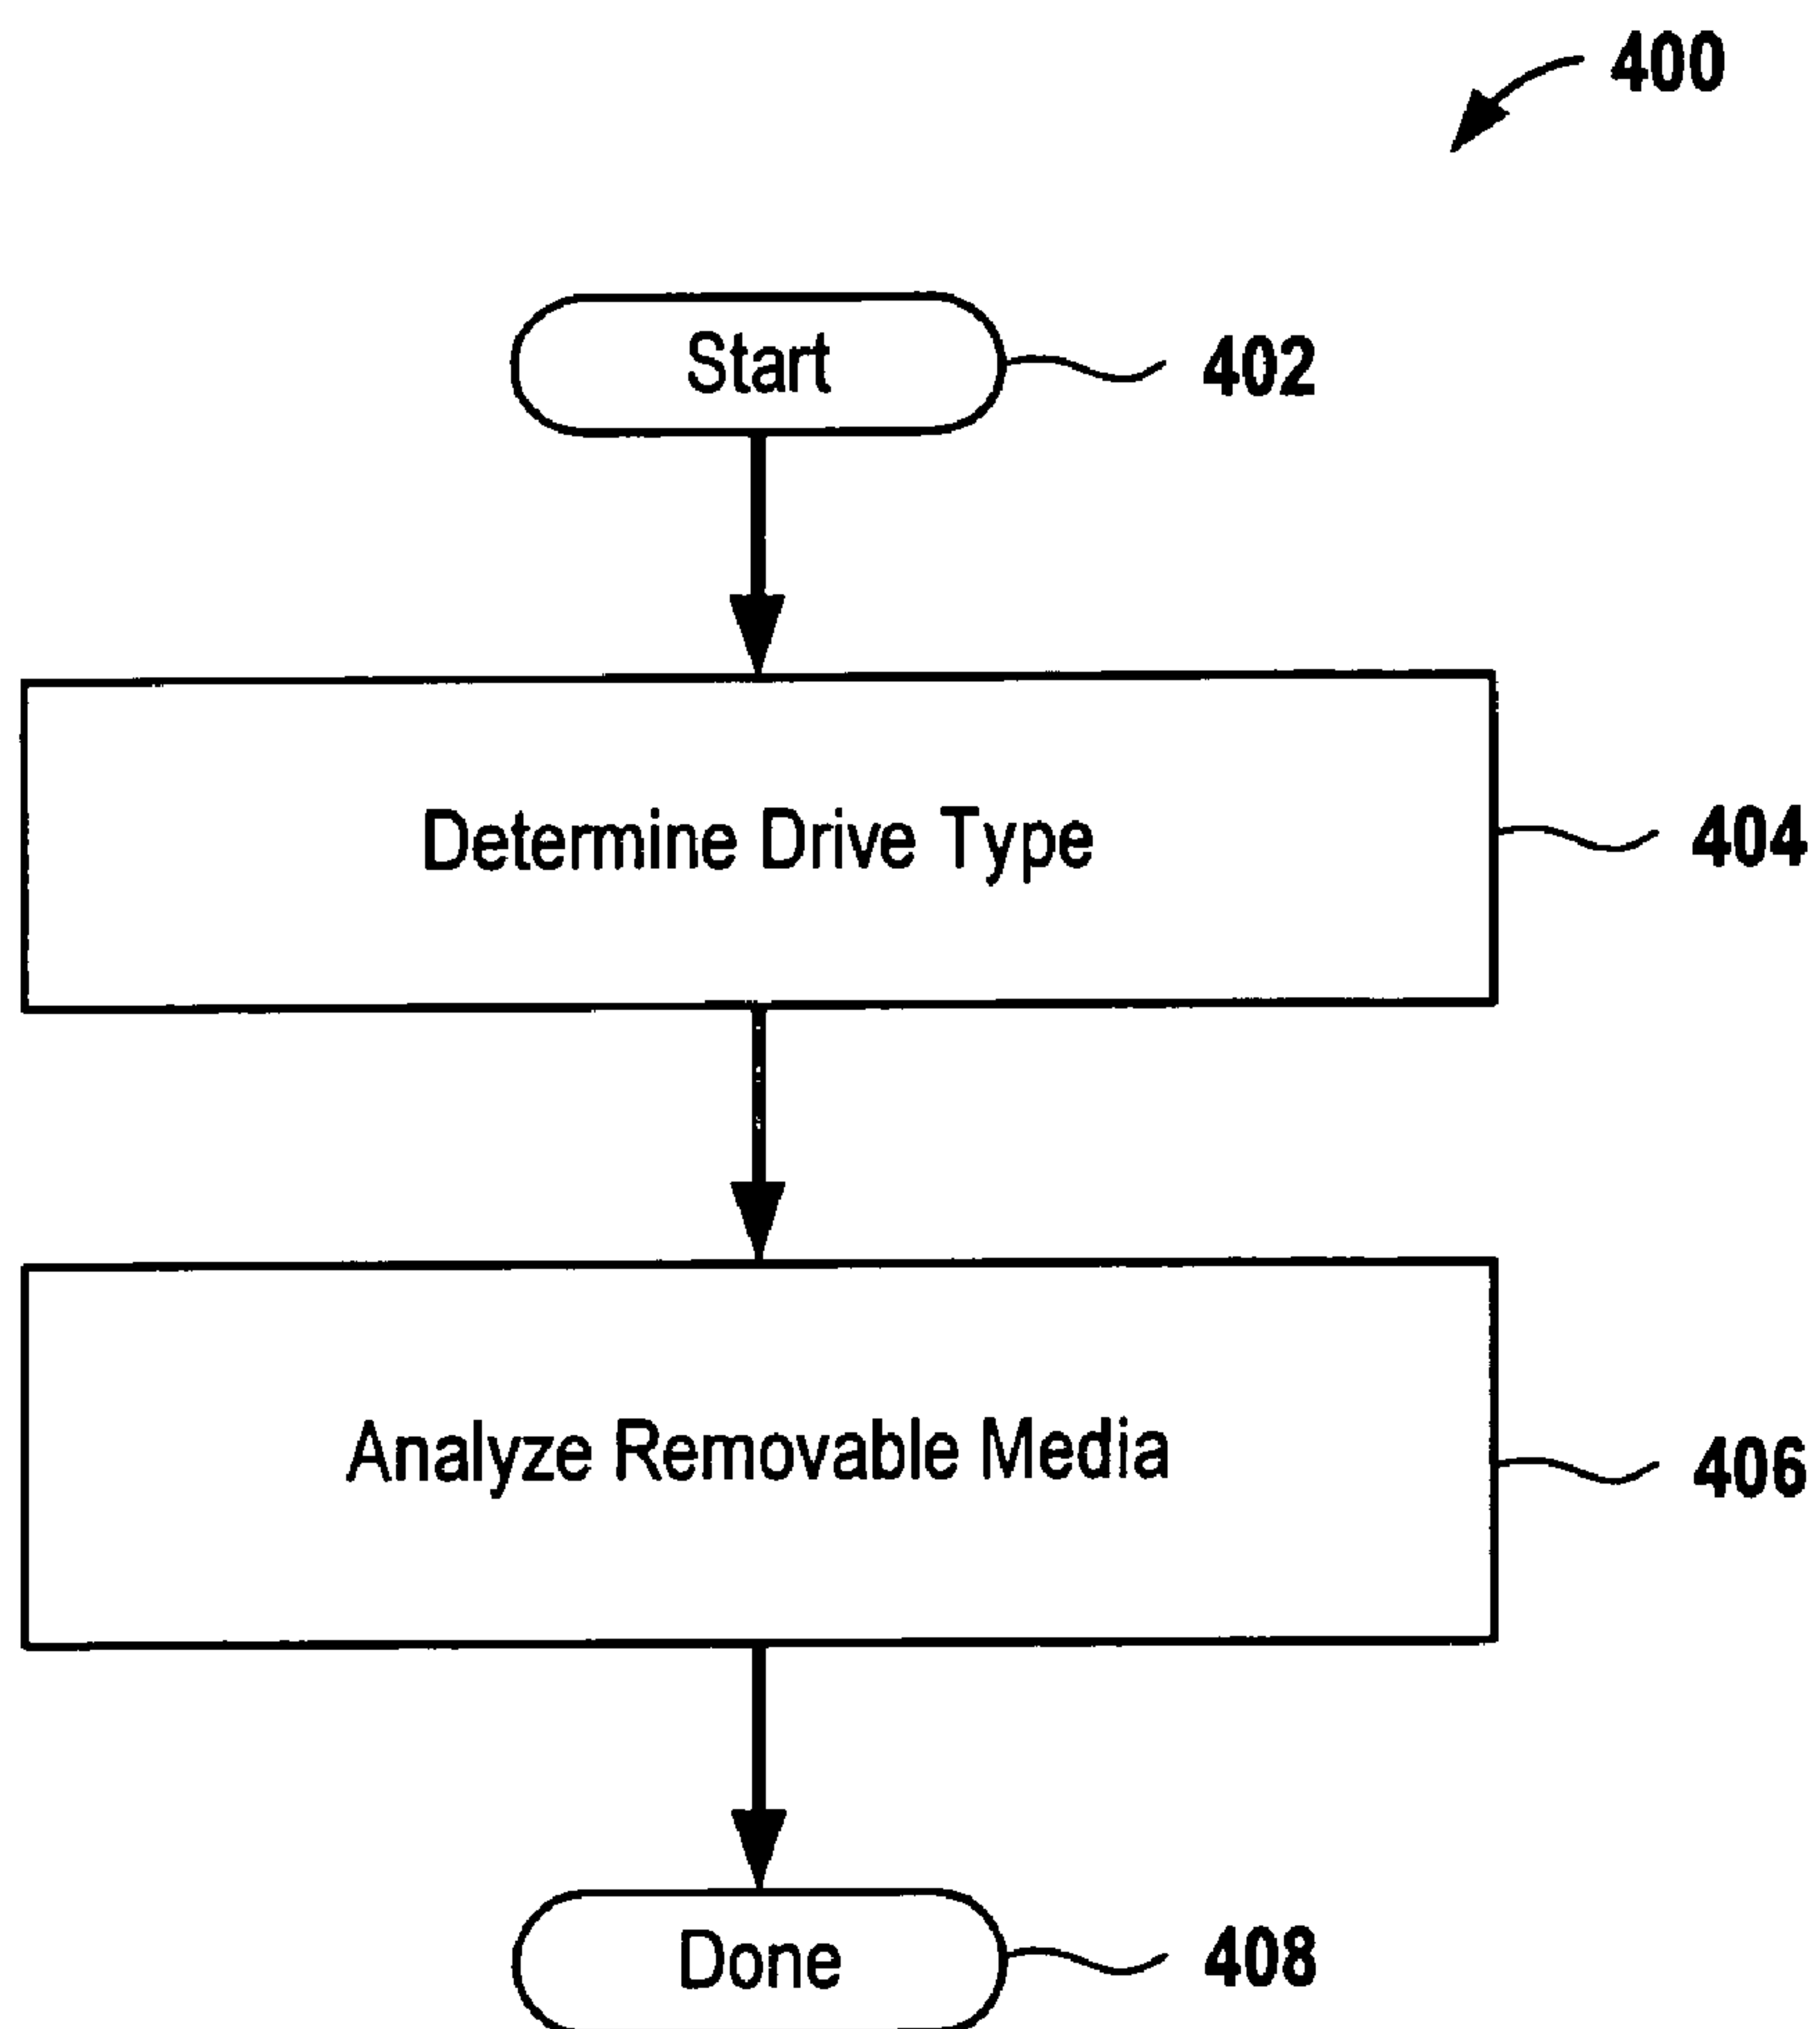 400
Start
402
Determine Drive Type
404
Analyze Removable Media
406
Done
408